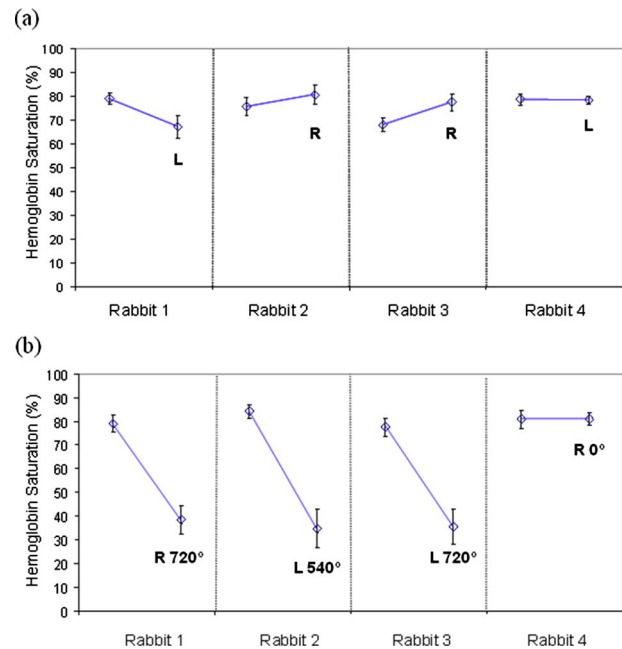 (a)
Hemoglobin Saturation (%)
100
90
80
70
60
50
40
30
20
10
0
L
R
R
L
Rabbit 1 Rabbit 2 Rabbit 3 Rabbit 4
(b)
Hemoglobin Saturation (%)
100
90
80
70
60
50
40
30
20
10
0
R 720°
L 540°
L 720°
R 0°
Rabbit 1 Rabbit 2 Rabbit 3 Rabbit 4